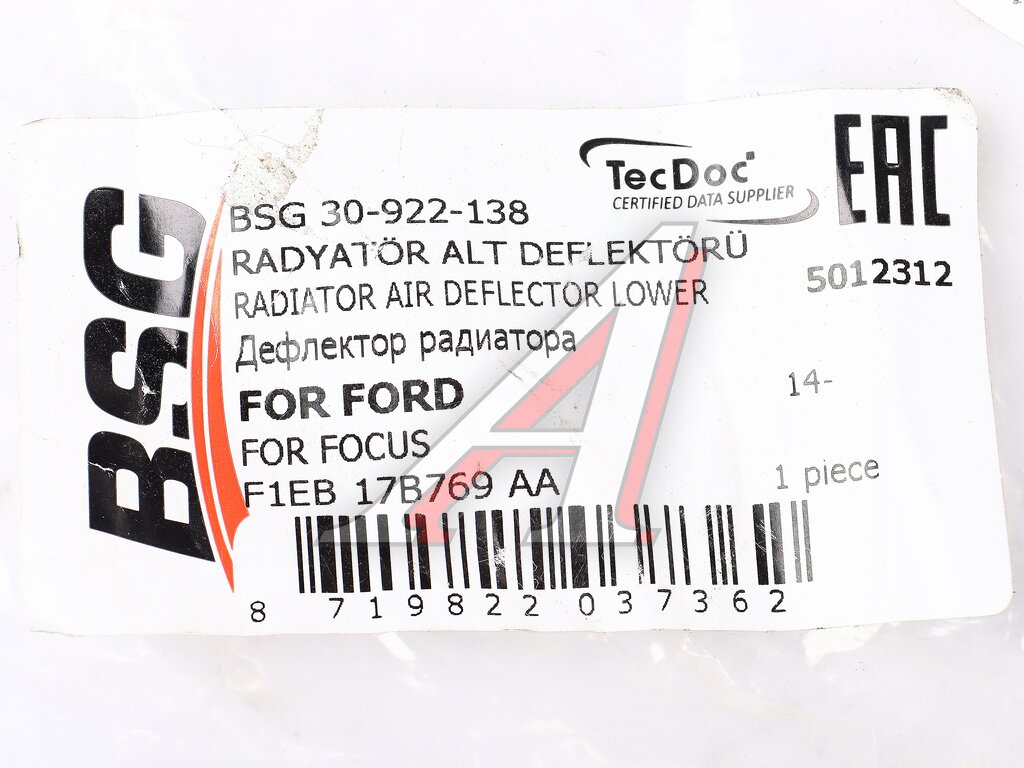 BSG
TecDoc
CERTIFIED DATA SUPPLIER
EAC
BSG 30-922-138
RADYATÖR ALT DEFLEKTÖRÜ
5012312
RADIATOR AIR DEFLECTOR LOWER
Дефлектор радиатора
FOR FORD
14-
FOR FOCUS
F1EB 17B769 AA
1 piece
8 719822 037362